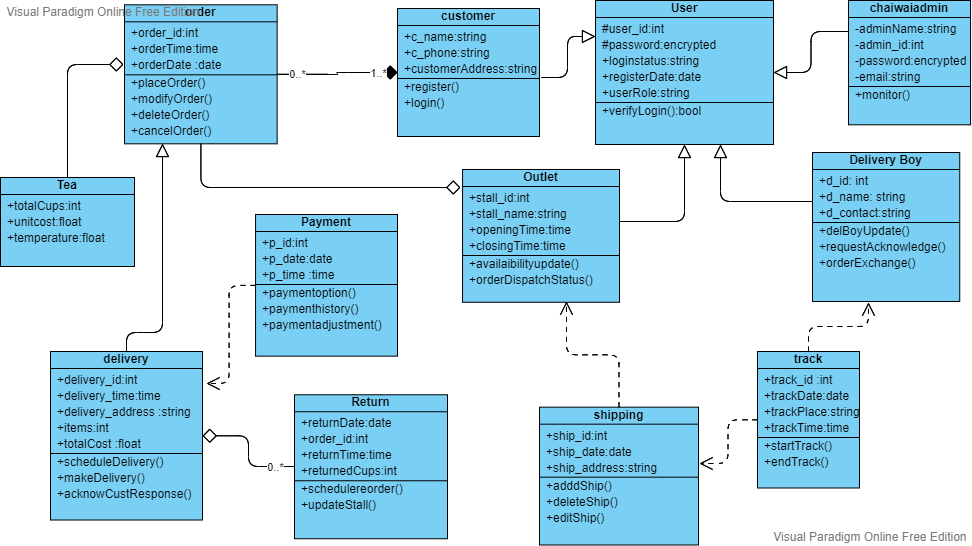 Visual Paradigm Online Free Edition
order
+order_id:int
+orderTime:time
+orderDate :date
+placeOrder()
+modifyOrder()
+deleteOrder()
+cancelOrder()
0..*
1..*
customer
+c_name:string
+c_phone:string
+customerAddress:string
+register()
+login()
User
#user_id:int
#password:encrypted
+loginstatus:string
+registerDate:date
+userRole:string
+verifyLogin():bool
chaiwaiadmin
-adminName:string
-admin_id:int
-password:encrypted
-email:string
+monitor()
Tea
+totalCups:int
+unitcost:float
+temperature:float
Payment
+p_id:int
+p_date:date
+p_time :time
+paymentoption()
+paymenthistory()
+paymentadjustment()
Outlet
+stall_id:int
+stall_name:string
+openingTime:time
+closingTime:time
+availaibilityupdate()
+orderDispatchStatus()
Delivery Boy
+d_id: int
+d_name: string
+d_contact:string
+delBoyUpdate()
+requestAcknowledge()
+orderExchange()
delivery
+delivery_id:int
+delivery_time:time
+delivery_address :string
+items:int
+totalCost :float
+scheduleDelivery()
+makeDelivery()
+acknowCustResponse()
0..*
Return
+returnDate:date
+order_id:int
+returnTime:time
+returnedCups:int
+schedulereorder()
+updateStall()
shipping
+ship_id:int
+ship_date:date
+ship_address:string
+adddShip()
+deleteShip()
+editShip()
track
+track_id :int
+trackDate:date
+trackPlace:string
+trackTime:time
+startTrack()
+endTrack()
Visual Paradigm Online Free Edition